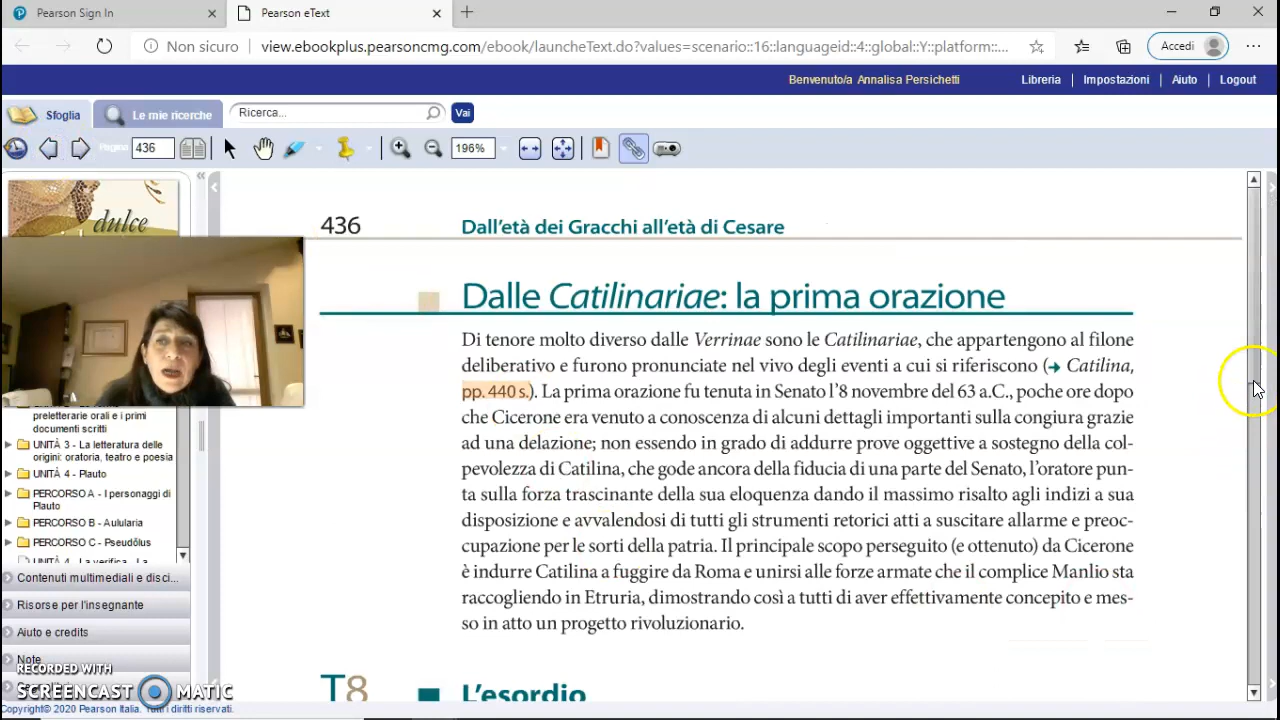 Pearson Sign In
Pearson eText
Non sicuro
view.ebookplus.pearsoncmg.com/ebook/launcheText.do?values=scenario::16::languageid::4::global::Y::platform::...
Accedi
Benvenuto/a Annalisa Persichetti
Libreria | Impostazioni | Aiuto | Logout
Sfoglia
Le mie ricerche
Ricerca...
Vai
Pagina 436
196%
dulce
436
Dall'età dei Gracchi all'età di Cesare
Dalle Catilinariae: la prima orazione
Di tenore molto diverso dalle Verrinae sono le Catilinariae, che appartengono al filone
deliberativo e furono pronunciate nel vivo degli eventi a cui si riferiscono (➜ Catilina,
pp. 440 s.). La prima orazione fu tenuta in Senato l'8 novembre del 63 a.C., poche ore dopo
che Cicerone era venuto a conoscenza di alcuni dettagli importanti sulla congiura grazie
ad una delazione; non essendo in grado di addurre prove oggettive a sostegno della col-
pevolezza di Catilina, che gode ancora della fiducia di una parte del Senato, l'oratore pun-
ta sulla forza trascinante della sua eloquenza dando il massimo risalto agli indizi a sua
disposizione e avvalendosi di tutti gli strumenti retorici atti a suscitare allarme e preoc-
cupazione per le sorti della patria. Il principale scopo perseguito (e ottenuto) da Cicerone
è indurre Catilina a fuggire da Roma e unirsi alle forze armate che il complice Manlio sta
raccogliendo in Etruria, dimostrando così a tutti di aver effettivamente concepito e mes-
so in atto un progetto rivoluzionario.
T8
L'esordio
preletterarie orali e i primi
documenti scritti
UNITÀ 3 - La letteratura delle
origini: oratoria, teatro e poesia
UNITÀ 4 - Plauto
PERCORSO A - I personaggi di
Plauto
PERCORSO B - Aulularia
PERCORSO C - Pseudŏlus
UNITÀ 4 - La verifica - La
Contenuti multimediali e disci...
Risorse per l'insegnante
Aiuto e credits
Note
RECORDED WITH
SCREENCAST MATIC
Copyright© 2020 Pearson Italia. Tutti i diritti riservati.